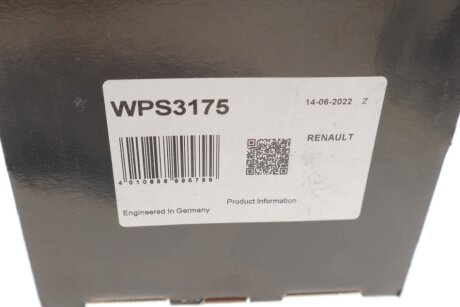 WPS3175
14-06-2022 Z
RENAULT
4 010858 995799
Product Information
Engineered In Germany